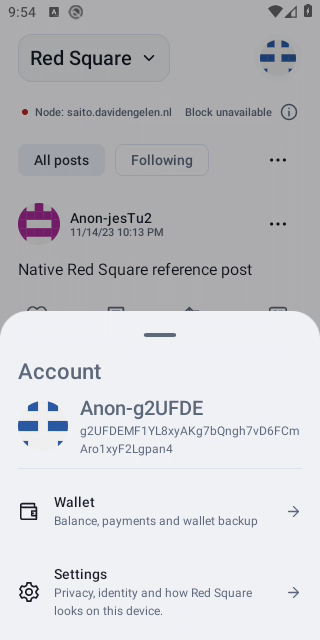 9:54
Red Square
Node: saito.davidengelen.nl Block unavailable
All posts Following
Anon-jesTu2
11/14/23 10:13 PM
Native Red Square reference post
Account
Anon-g2UFDE
g2UFDEMF1YL8xyAKg7bQngh7vD6FCm
Aro1xyF2Lgpan4
Wallet
Balance, payments and wallet backup
Settings
Privacy, identity and how Red Square
looks on this device.